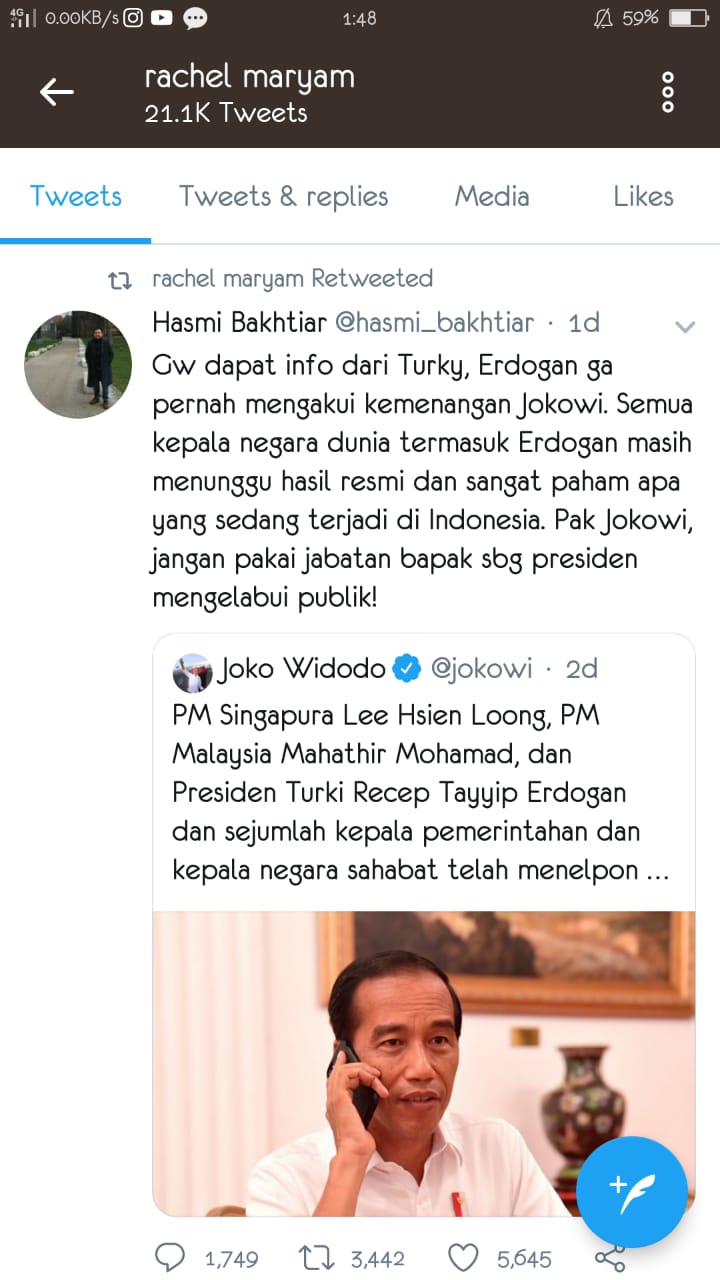 4G 0.00KB/s 1:48 59%
rachel maryam
21.1K Tweets
Tweets Tweets & replies Media Likes
rachel maryam Retweeted
Hasmi Bakhtiar @hasmi_bakhtiar · 1d
Gw dapat info dari Turky, Erdogan ga
pernah mengakui kemenangan Jokowi. Semua
kepala negara dunia termasuk Erdogan masih
menunggu hasil resmi dan sangat paham apa
yang sedang terjadi di Indonesia. Pak Jokowi,
jangan pakai jabatan bapak sbg presiden
mengelabui publik!
Joko Widodo @jokowi · 2d
PM Singapura Lee Hsien Loong, PM
Malaysia Mahathir Mohamad, dan
Presiden Turki Recep Tayyip Erdogan
dan sejumlah kepala pemerintahan dan
kepala negara sahabat telah menelpon ...
1,749 3,442 5,645